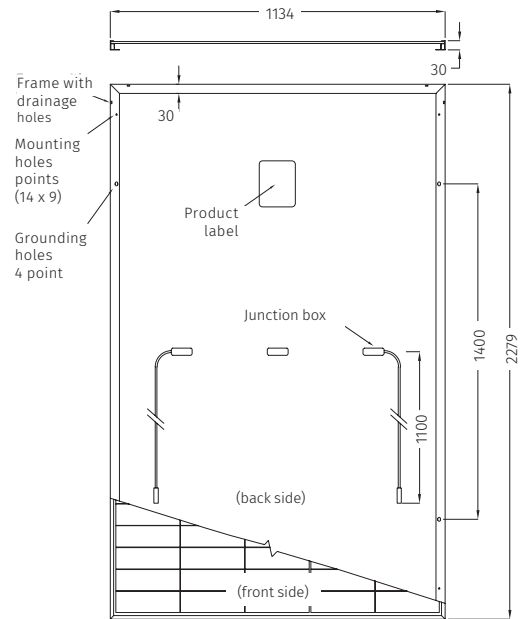 1134
30
Frame with
drainage
holes
30
Mounting
holes
points
(14 x 9)
Product
label
Grounding
holes
4 point
Junction box
1400
2279
1100
(back side)
(front side)